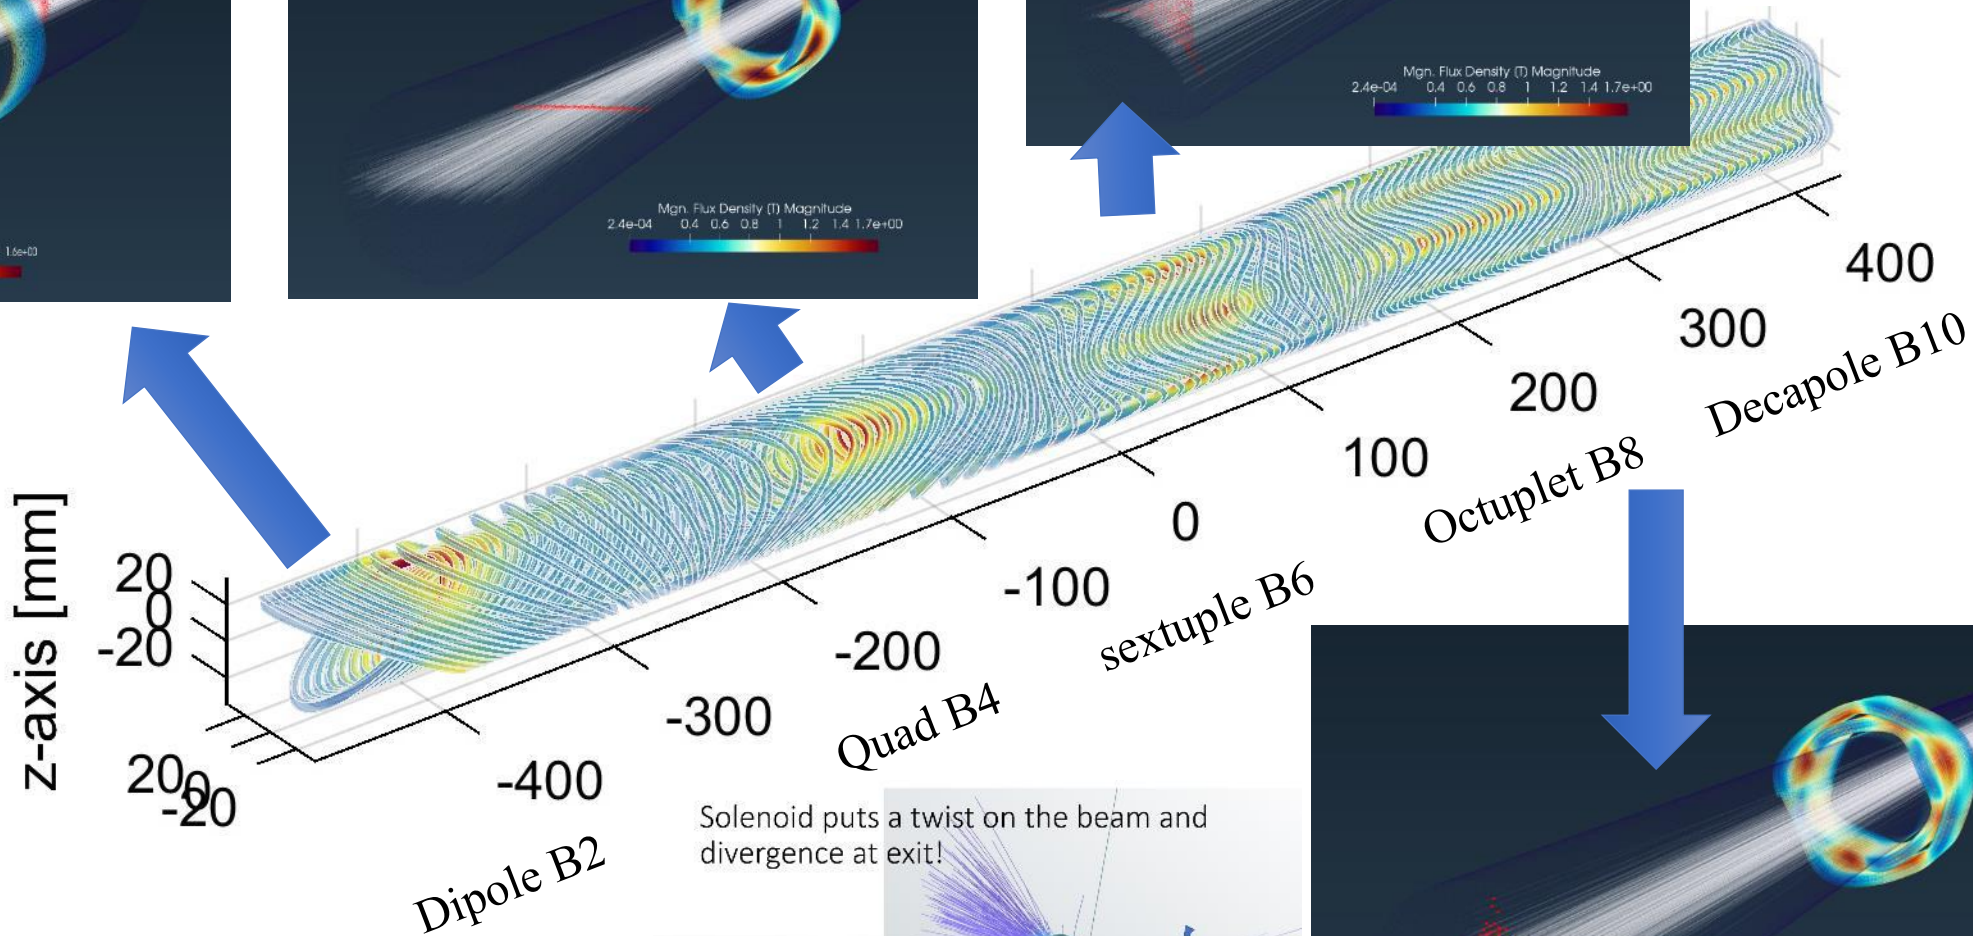 Mgn. Flux Density (T) Magnitude
2.4e-04 0.4 0.6 0.8 1 1.2 1.4 1.7e+00
Mgn. Flux Density (T) Magnitude
2.4e-04 0.4 0.6 0.8 1 1.2 1.4 1.7e+00
1.6e+00
z-axis [mm]
20
0
-20
20
0
-20
-400
-300
-200
-100
0
100
200
300
400
Dipole B2
Quad B4
sextuple B6
Octuplet B8
Decapole B10
Solenoid puts a twist on the beam and
divergence at exit!